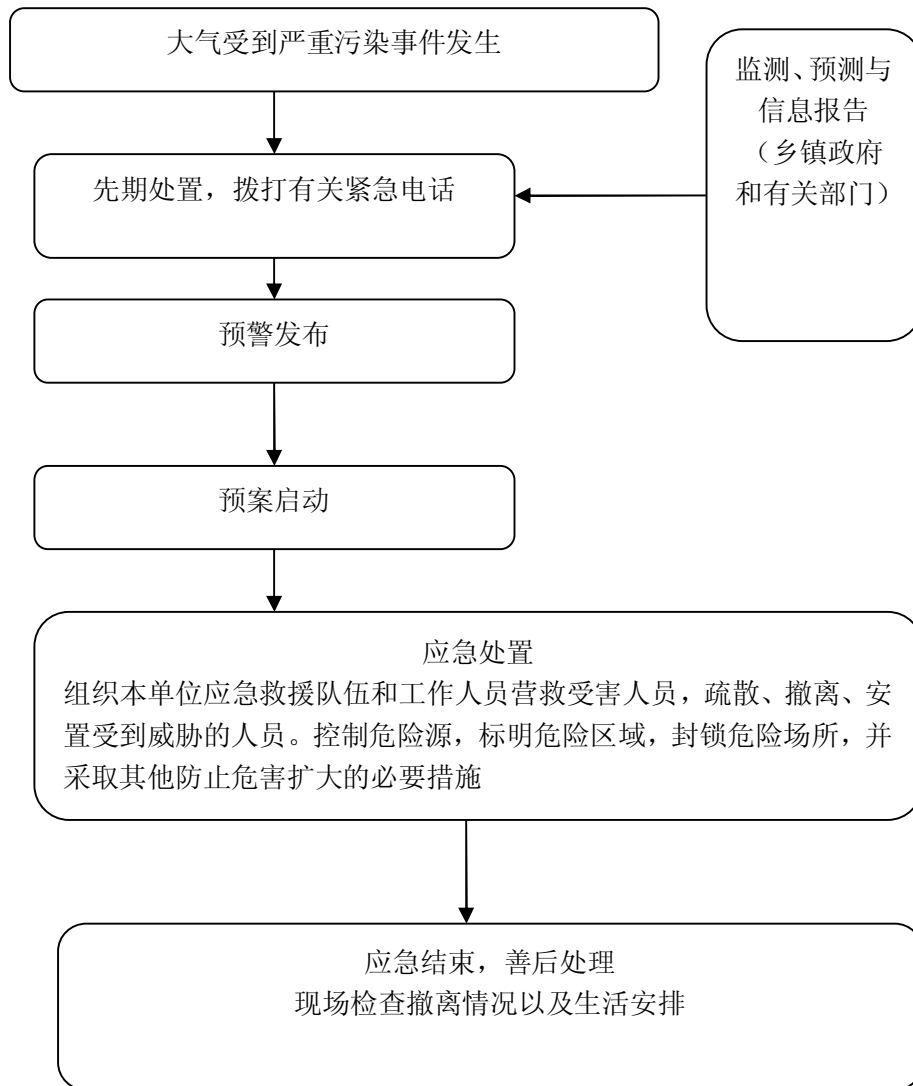 大气受到严重污染事件发生
监测、预测与
信息报告
（乡镇政府
和有关部门）
先期处置，拨打有关紧急电话
预警发布
预案启动
应急处置
组织本单位应急救援队伍和工作人员营救受害人员，疏散、撤离、安
置受到威胁的人员。控制危险源，标明危险区域，封锁危险场所，并
采取其他防止危害扩大的必要措施
应急结束，善后处理
现场检查撤离情况以及生活安排